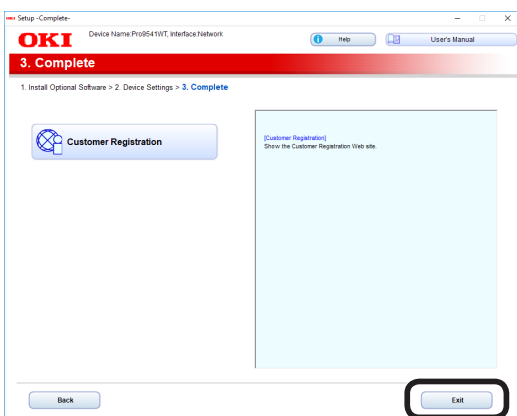 OKI Setup -Complete-
OKI
Device Name:Pro9541WT, Interface:Network
Help
User's Manual
3. Complete
1. Install Optional Software > 2. Device Settings > 3. Complete
Customer Registration
[Customer Registration]
Show the Customer Registration Web site.
Back
Exit